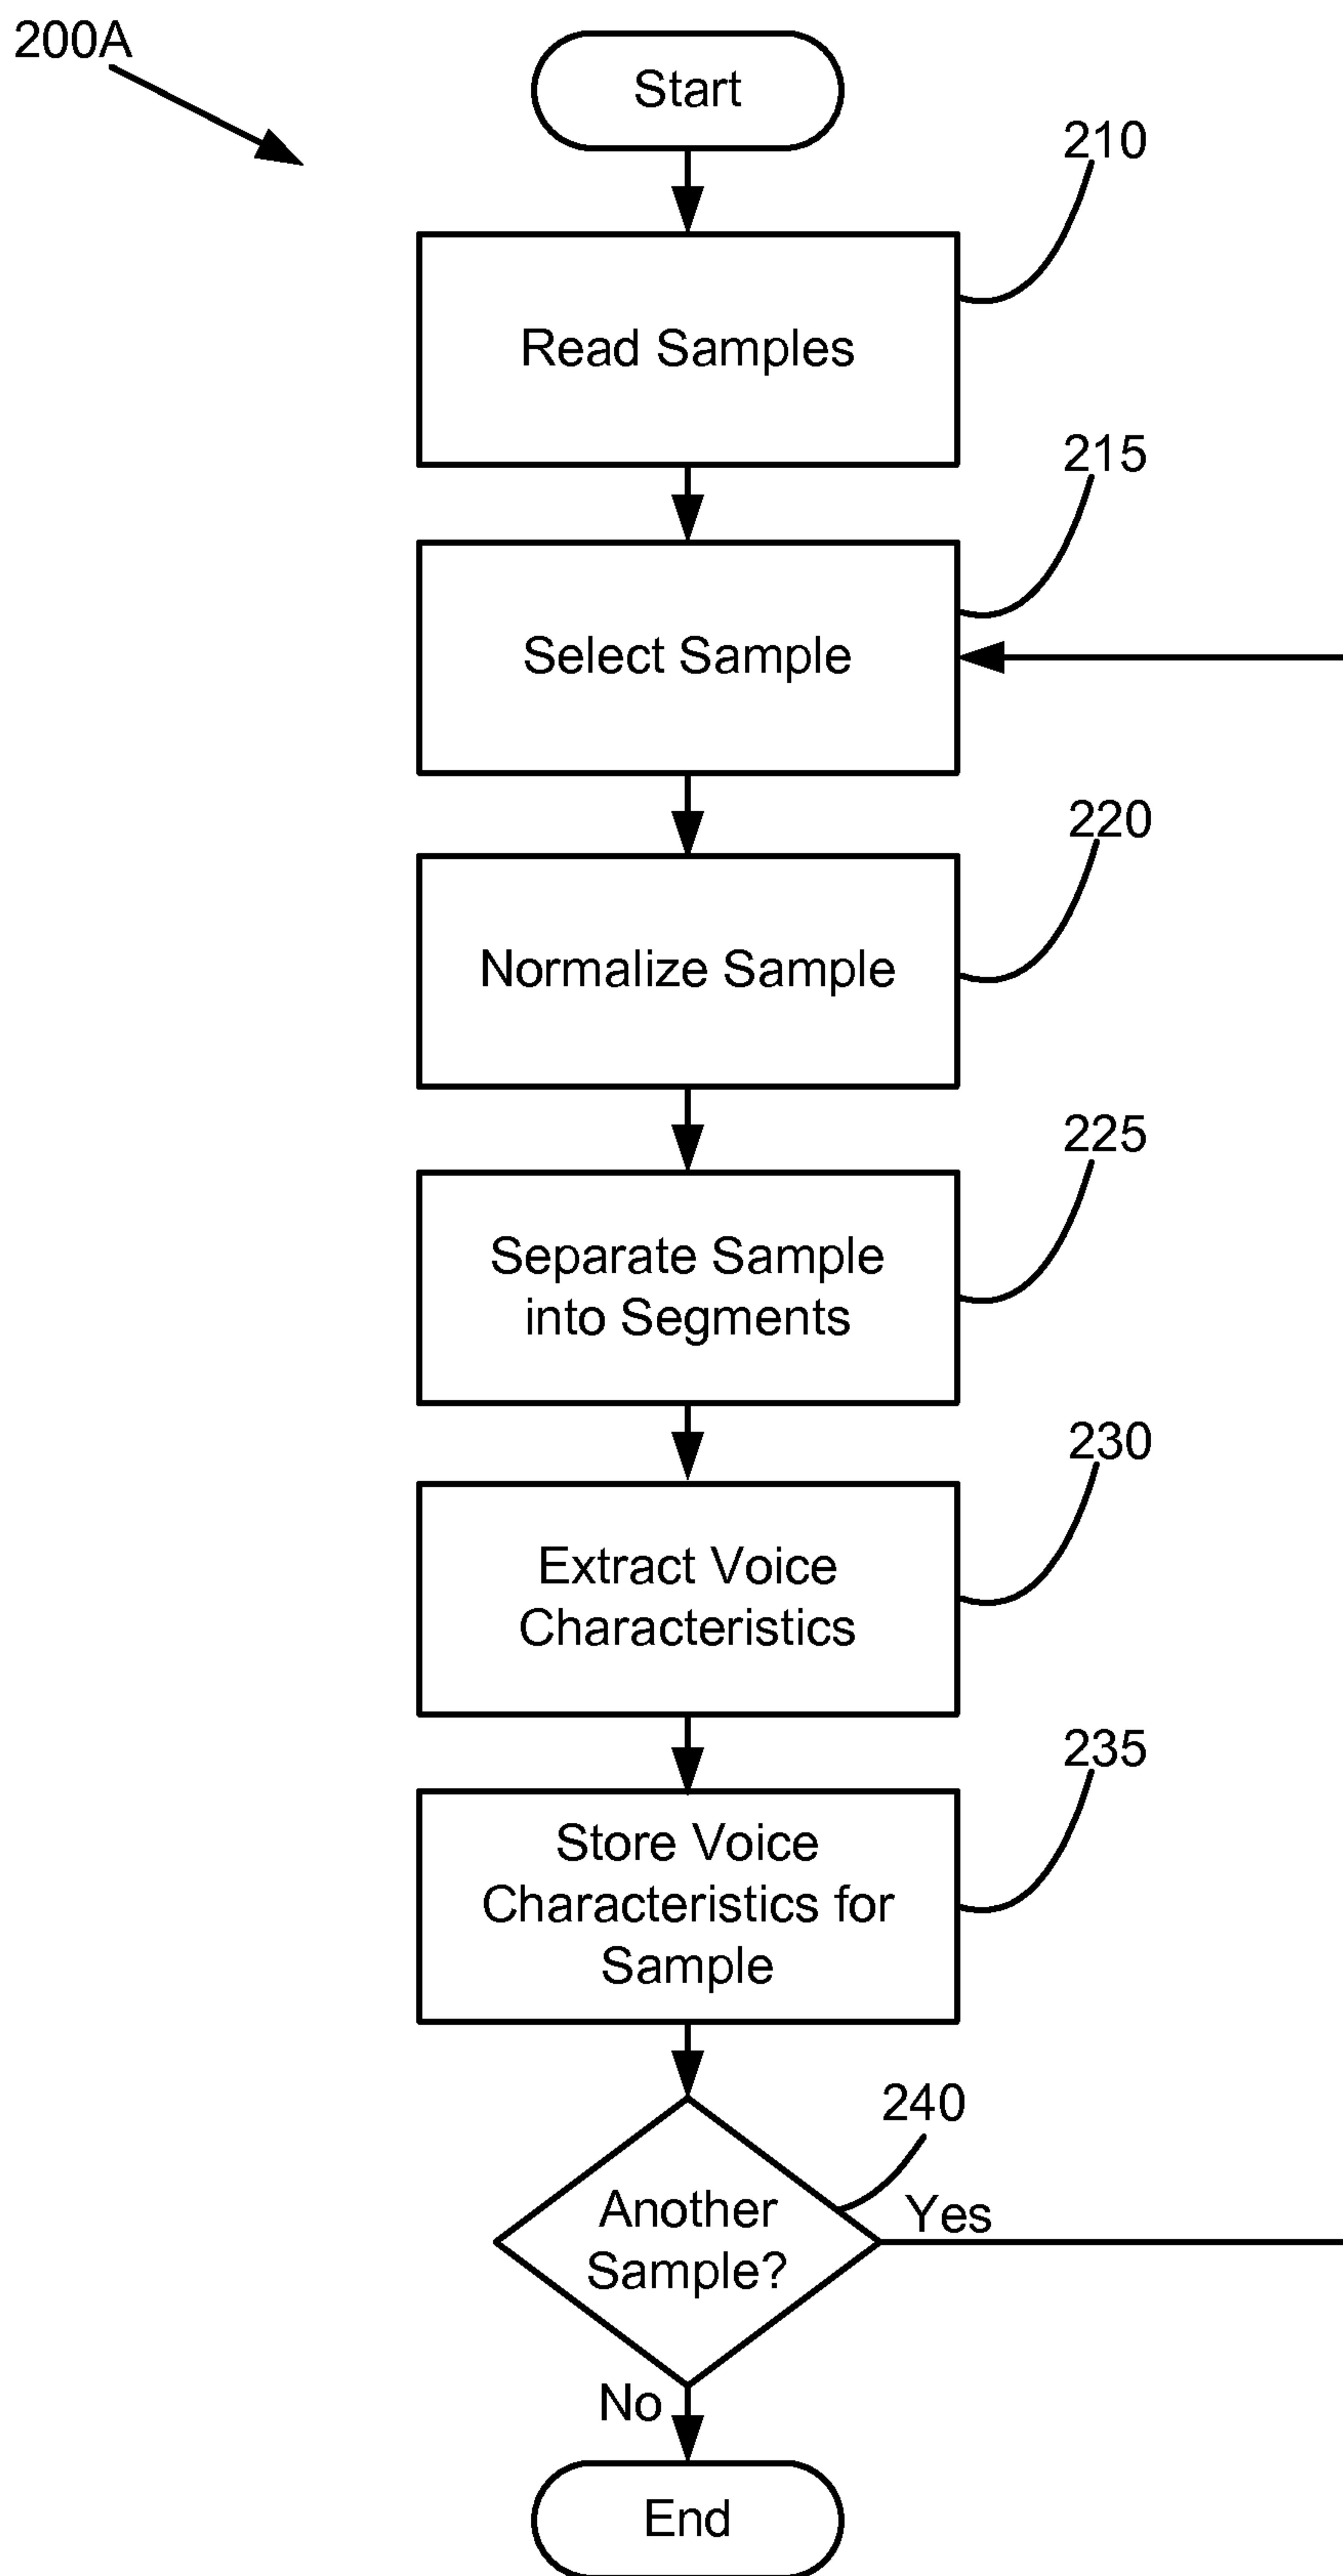 200A
Start
210
Read Samples
215
Select Sample
220
Normalize Sample
225
Separate Sample
into Segments
230
Extract Voice
Characteristics
235
Store Voice
Characteristics for
Sample
240
Another
Sample?
Yes
No
End